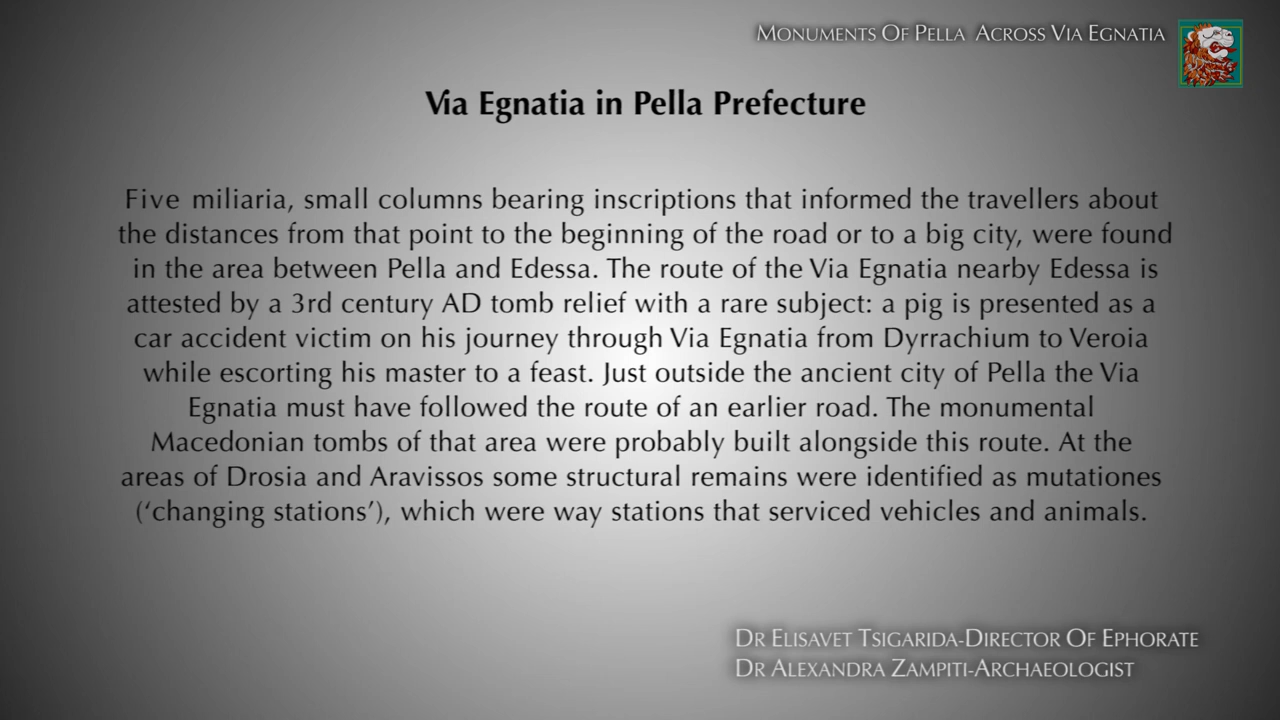 MONUMENTS OF PELLA ACROSS VIA EGNATIA
Via Egnatia in Pella Prefecture
Five miliaria, small columns bearing inscriptions that informed the travellers about
the distances from that point to the beginning of the road or to a big city, were found
in the area between Pella and Edessa. The route of the Via Egnatia nearby Edessa is
attested by a 3rd century AD tomb relief with a rare subject: a pig is presented as a
car accident victim on his journey through Via Egnatia from Dyrrachium to Veroia
while escorting his master to a feast. Just outside the ancient city of Pella the Via
Egnatia must have followed the route of an earlier road. The monumental
Macedonian tombs of that area were probably built alongside this route. At the
areas of Drosia and Aravissos some structural remains were identified as mutationes
(‘changing stations’), which were way stations that serviced vehicles and animals.
DR ELISAVET TSIGARIDA-DIRECTOR OF EPHORATE
DR ALEXANDRA ZAMPITI-ARCHAEOLOGIST